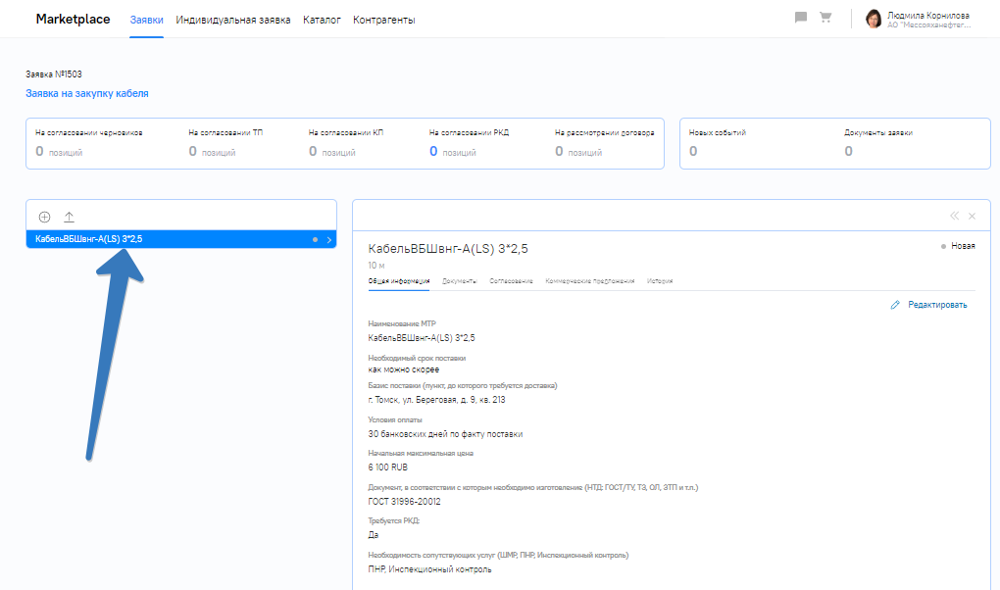 Marketplace Заявки Индивидуальная заявка Каталог Контрагенты
Людмила Корнилова
АО "Мессояханефтег...
Заявка №1503
Заявка на закупку кабеля
На согласовании черновиков На согласовании ТП На согласовании КП На согласовании РКД На рассмотрении договора Новых событий Документы заявки
0 позиций 0 позиций 0 позиций 0 позиций 0 позиций 0 0
КабельВБШвнг-А(LS) 3*2,5
КабельВБШвнг-А(LS) 3*2,5 Новая
10 м
Общая информация Документы Согласование Коммерческие предложения История
Редактировать
Наименование МТР
КабельВБШвнг-А(LS) 3*2,5
Необходимый срок поставки
как можно скорее
Базис поставки (пункт, до которого требуется доставка)
г. Томск, ул. Береговая, д. 9, кв. 213
Условия оплаты
30 банковских дней по факту поставки
Начальная максимальная цена
6 100 RUB
Документ, в соответствии с которым необходимо изготовление (НТД: ГОСТ/ТУ, ТЗ, ОЛ, ЗТП и т.п.)
ГОСТ 31996-20012
Требуется РКД:
Да
Необходимость сопутствующих услуг (ШМР, ПНР, Инспекционный контроль)
ПНР, Инспекционный контроль